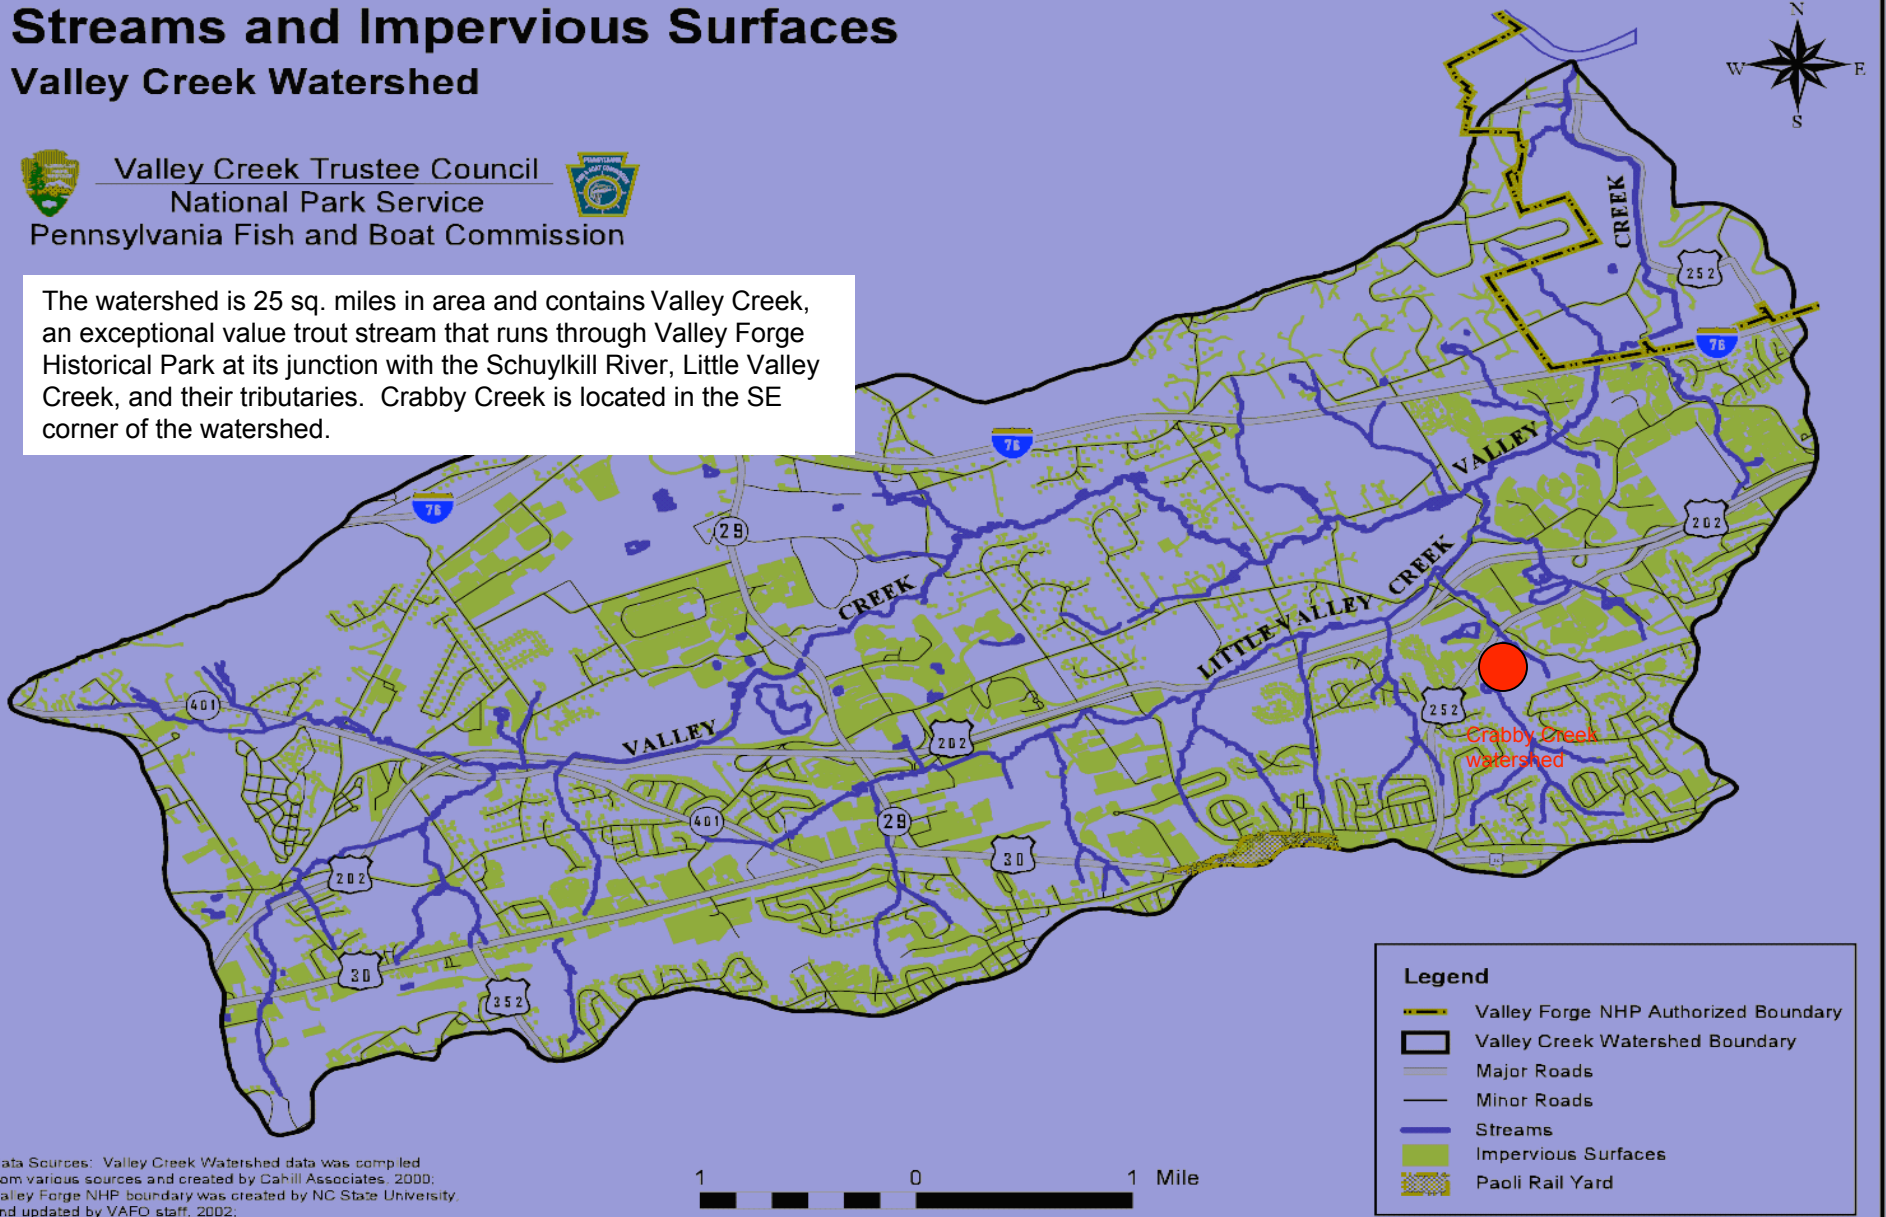 Streams and Impervious Surfaces
Valley Creek Watershed
Valley Creek Trustee Council
National Park Service
Pennsylvania Fish and Boat Commission
The watershed is 25 sq. miles in area and contains Valley Creek,
an exceptional value trout stream that runs through Valley Forge
Historical Park at its junction with the Schuylkill River, Little Valley
Creek, and their tributaries. Crabby Creek is located in the SE
corner of the watershed.
N
W E
S
CREEK
252
76
76
76
VALLEY
29
202
CREEK
CREEK
LITTLE VALLEY
401
252
VALLEY
202
Crabby Creek
watershed
401
29
30
202
30
352
Legend
Valley Forge NHP Authorized Boundary
Valley Creek Watershed Boundary
Major Roads
Minor Roads
Streams
Impervious Surfaces
Paoli Rail Yard
ata Sources: Valley Creek Watershed data was compiled
om various sources and created by Cahill Associates, 2000;
alley Forge NHP boundary was created by NC State University,
nd updated by VAFO staff, 2002;
1 0 1 Mile